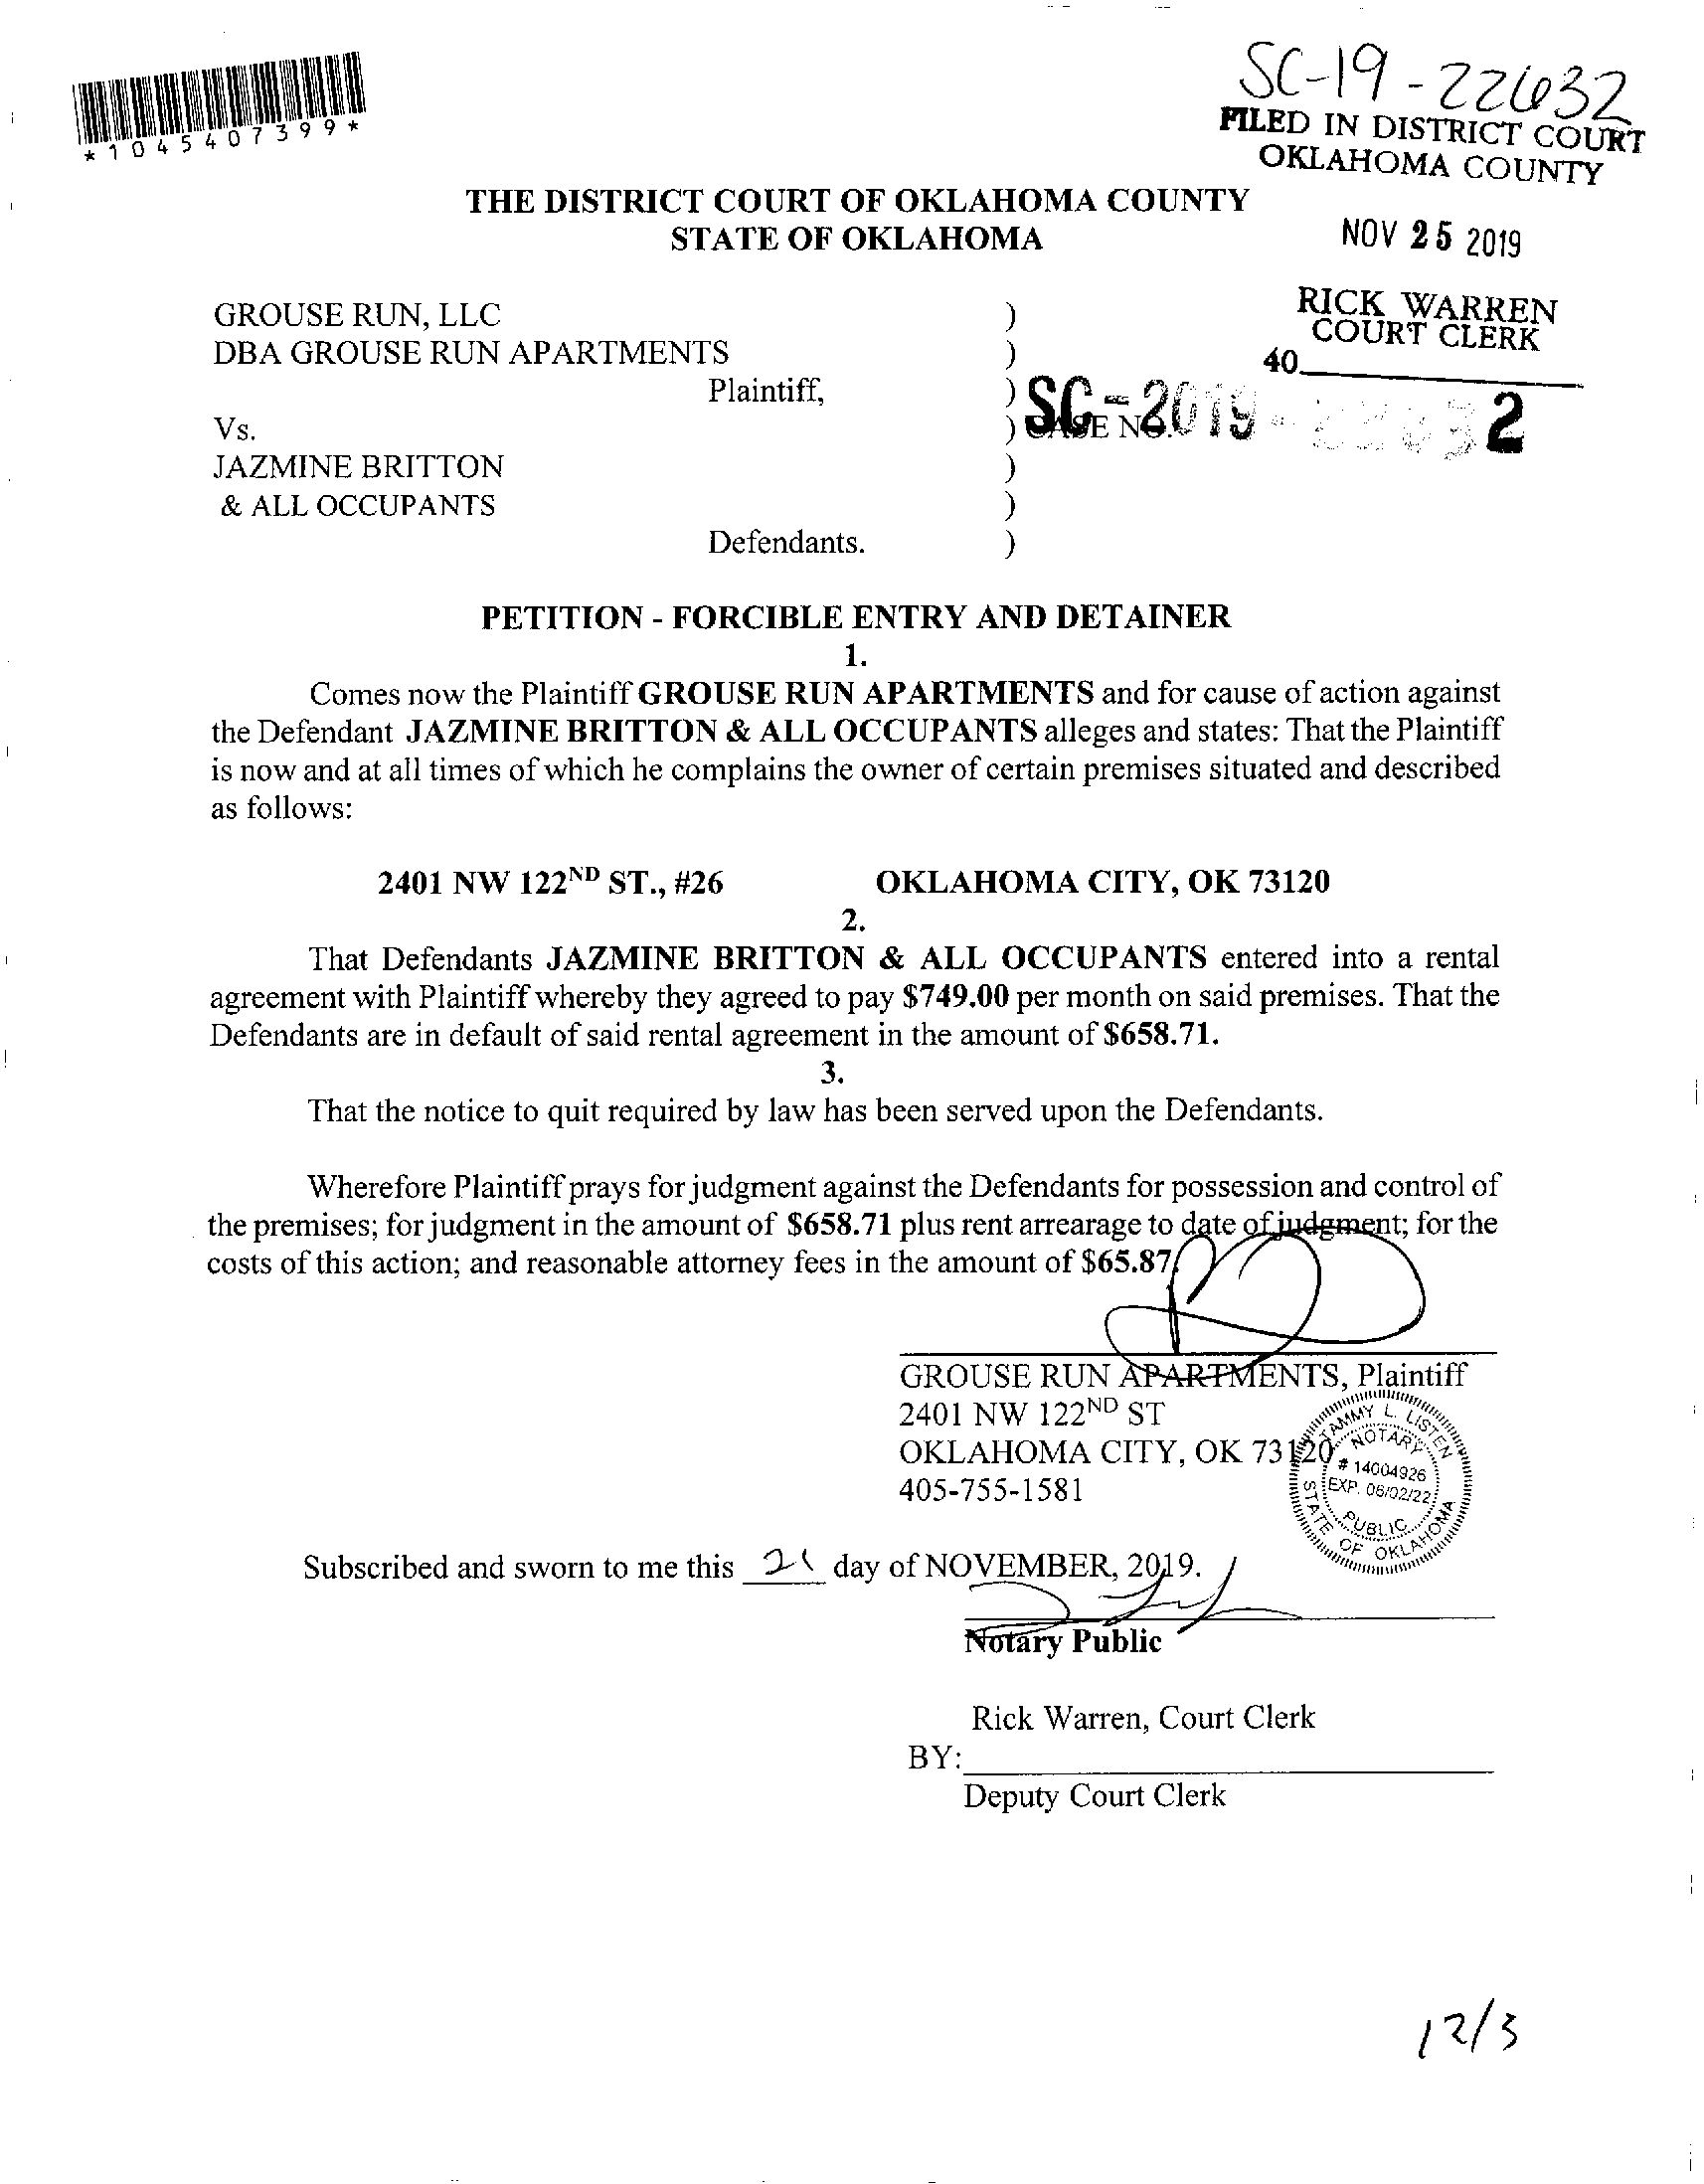 SC-19-22632
FILED IN DISTRICT COURT
OKLAHOMA COUNTY
*1045407399*
THE DISTRICT COURT OF OKLAHOMA COUNTY
STATE OF OKLAHOMA
NOV 25 2019
RICK WARREN
COURT CLERK
40
GROUSE RUN, LLC )
DBA GROUSE RUN APARTMENTS )
Plaintiff, )
SC-2019-22632
Vs. ) CASE NO.
JAZMINE BRITTON )
& ALL OCCUPANTS )
Defendants. )
PETITION - FORCIBLE ENTRY AND DETAINER
1.
Comes now the Plaintiff GROUSE RUN APARTMENTS and for cause of action against
the Defendant JAZMINE BRITTON & ALL OCCUPANTS alleges and states: That the Plaintiff
is now and at all times of which he complains the owner of certain premises situated and described
as follows:
2401 NW 122ND ST., #26 OKLAHOMA CITY, OK 73120
2.
That Defendants JAZMINE BRITTON & ALL OCCUPANTS entered into a rental
agreement with Plaintiff whereby they agreed to pay $749.00 per month on said premises. That the
Defendants are in default of said rental agreement in the amount of $658.71.
3.
That the notice to quit required by law has been served upon the Defendants.
Wherefore Plaintiff prays for judgment against the Defendants for possession and control of
the premises; for judgment in the amount of $658.71 plus rent arrearage to date of judgment; for the
costs of this action; and reasonable attorney fees in the amount of $65.87
GROUSE RUN APARTMENTS, Plaintiff
2401 NW 122ND ST
OKLAHOMA CITY, OK 73120
405-755-1581
TAMMY L. LISTEN
NOTARY
# 14004926
EXP. 06/02/22
PUBLIC
STATE OF OKLAHOMA
Subscribed and sworn to me this 21 day of NOVEMBER, 2019.
Notary Public
Rick Warren, Court Clerk
BY:
Deputy Court Clerk
12/3